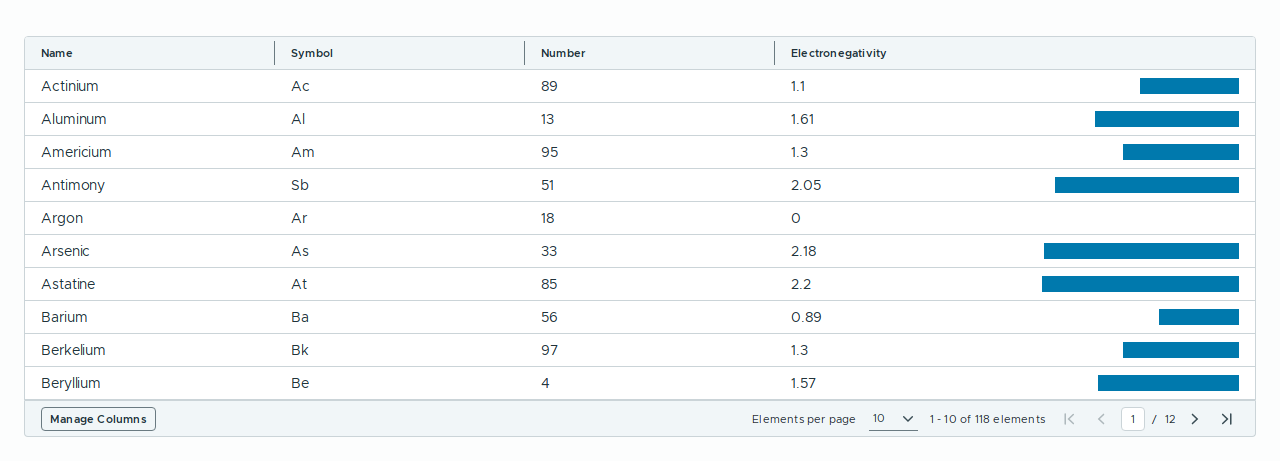 Name Symbol Number Electronegativity
Actinium Ac 89 1.1
Aluminum Al 13 1.61
Americium Am 95 1.3
Antimony Sb 51 2.05
Argon Ar 18 0
Arsenic As 33 2.18
Astatine At 85 2.2
Barium Ba 56 0.89
Berkelium Bk 97 1.3
Beryllium Be 4 1.57
Manage Columns Elements per page 10 1 - 10 of 118 elements 1 / 12